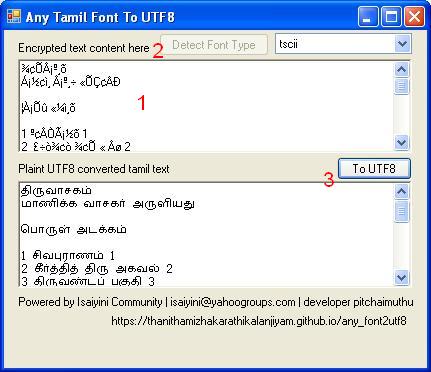 Any Tamil Font To UTF8
Encrypted text content here 2 Detect Font Type tscii
¾¢ÕÅ¡º¸õ
Á¡½¢ì¸ Å¡º¸÷ «ÕÇ¢ÂÐ
1
¦À¡Õû «¼ì¸õ
1 º¢ÅÒÃ¡½õ 1
2 ¸£÷ò¾¢ò ¾¢Õ «¸Åø 2
Plaint UTF8 converted tamil text 3 To UTF8
திருவாசகம்
மாணிக்க வாசகர் அருளியது
பொருள் அடக்கம்
1 சிவபுராணம் 1
2 கீர்த்தித் திரு அகவல் 2
3 திருவண்டப் பகுதி 3
Powered by Isaiyini Community | isaiyini@yahoogroups.com | developer pitchaimuthu
https://thanithamizhakarathikalanjiyam.github.io/any_font2utf8